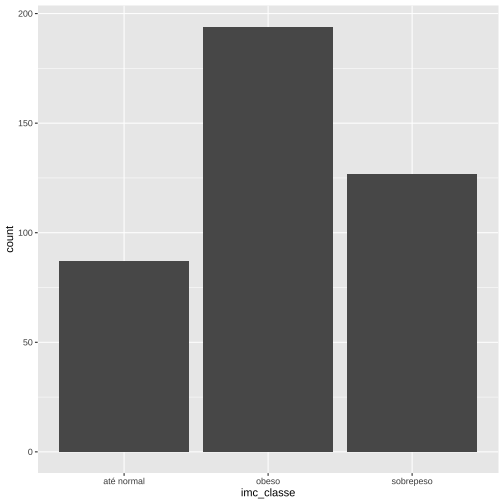 200
150
100
50
0
count
até normal
obeso
sobrepeso
imc_classe